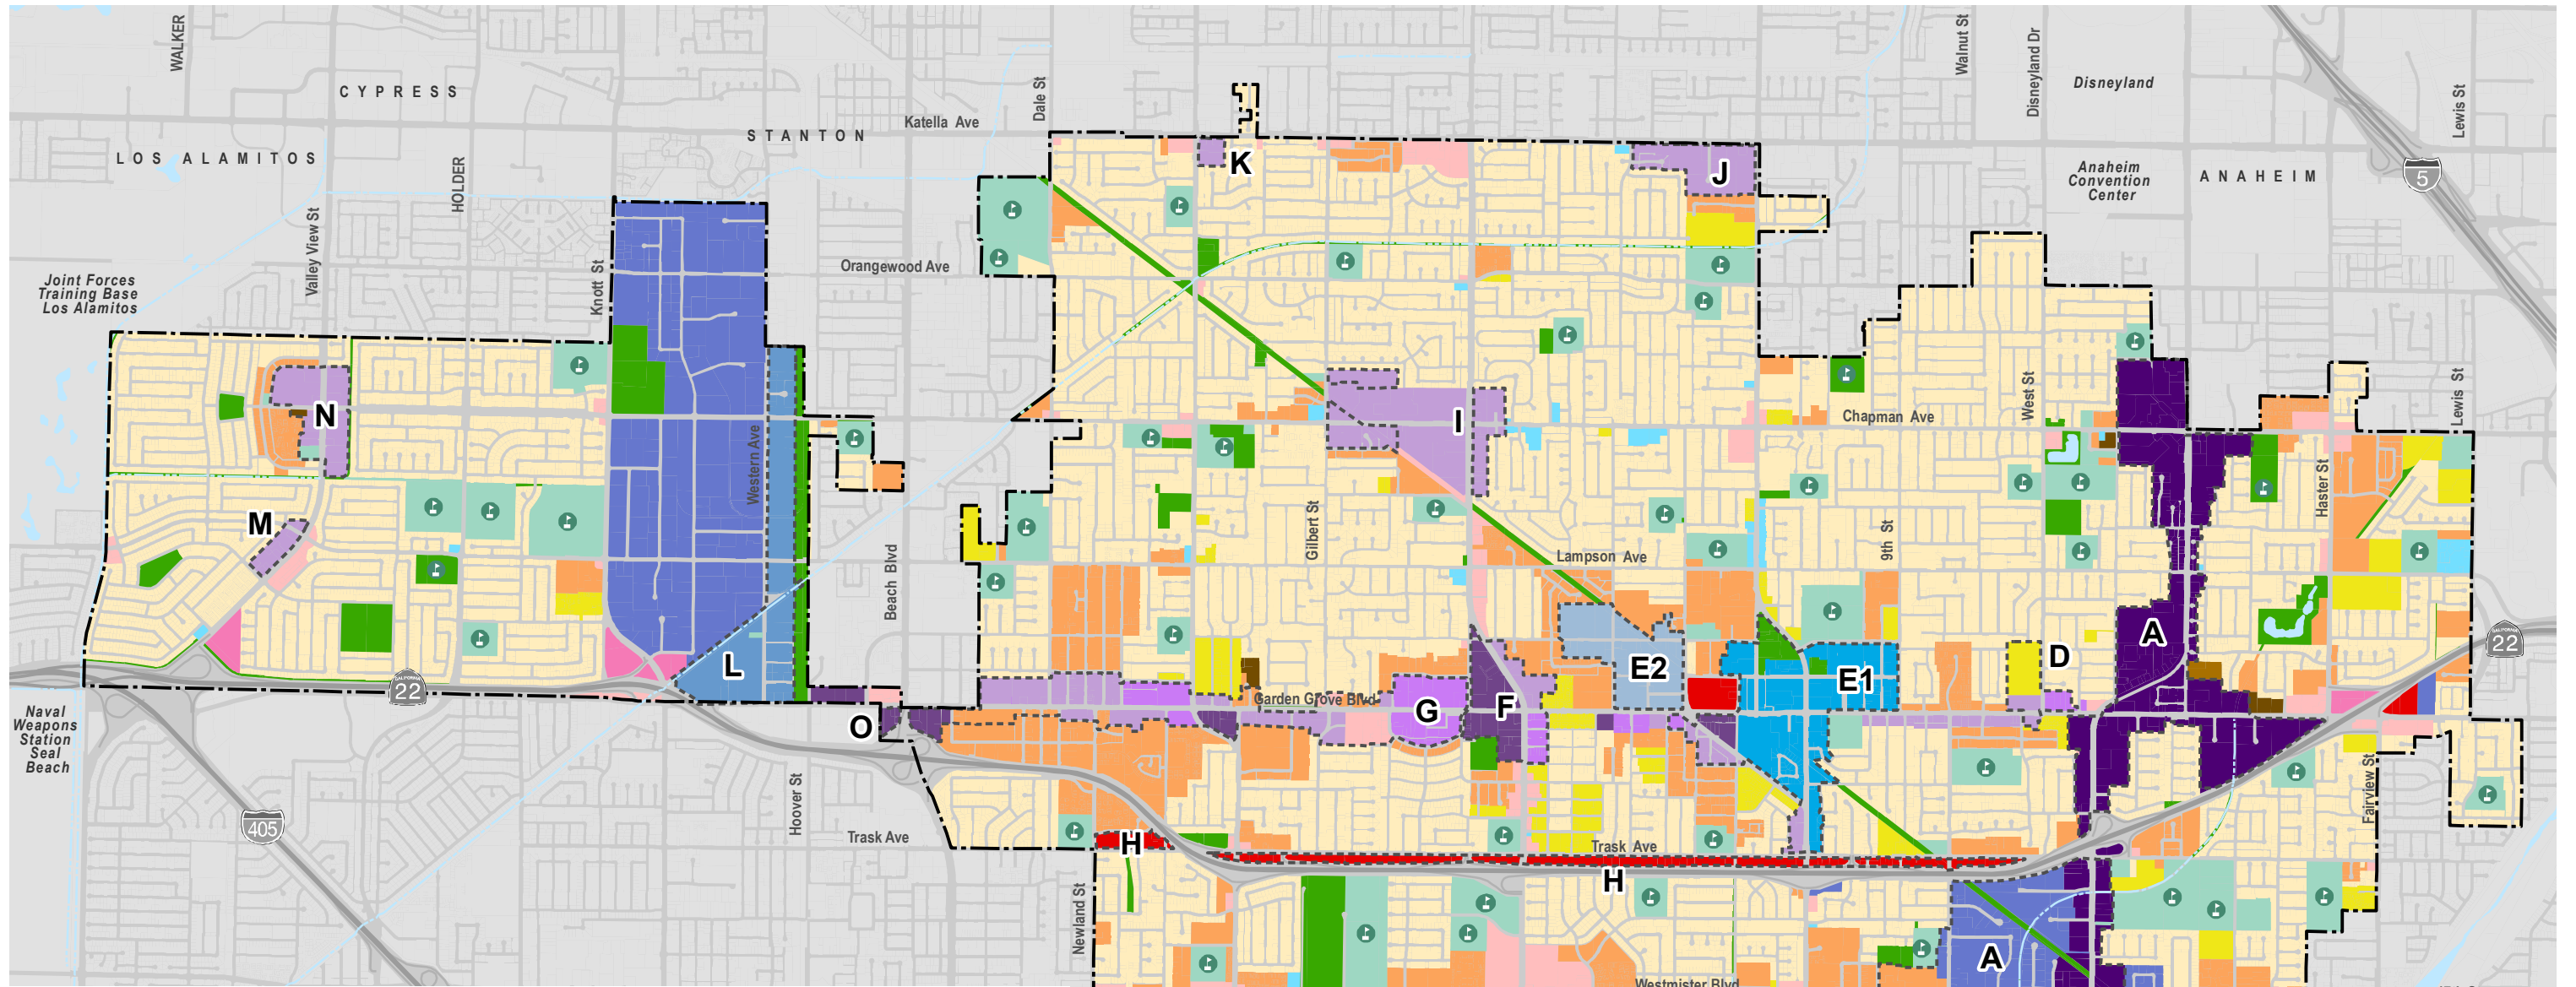 WALKER
CYPRESS
LOS ALAMITOS
STANTON
HOLDER
Valley View St
Knott St
Joint Forces
Training Base
Los Alamitos
Katella Ave
Dale St
Orangewood Ave
Walnut St
Disneyland Dr
Disneyland
Lewis St
Anaheim
Convention
Center
ANAHEIM
5
K
J
N
M
Western Ave
Beach Blvd
I
Gilbert St
Chapman Ave
West St
Lewis St
Haster St
9th St
Lampson Ave
L
CALIFORNIA
22
O
Garden Grove Blvd
G
F
E2
E1
D
A
CALIFORNIA
22
Naval
Weapons
Station
Seal
Beach
405
Hoover St
Trask Ave
Newland St
H
Trask Ave
H
Fairview St
A
Westmister Blvd